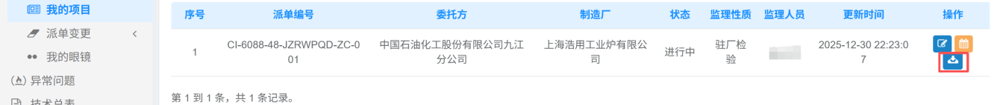 我的项目
派单变更
我的眼镜
异常问题
技术总表
序号 派单编号 委托方 制造厂 状态 监理性质 监理人员 更新时间 操作
1 CI-6088-48-JZRWPQD-ZC-0 中国石油化工股份有限公司九江 上海浩用工业炉有限公 进行中 驻厂检 2025-12-30 22:23:0
01 分公司 司 验 7
第 1 到 1 条，共 1 条记录。